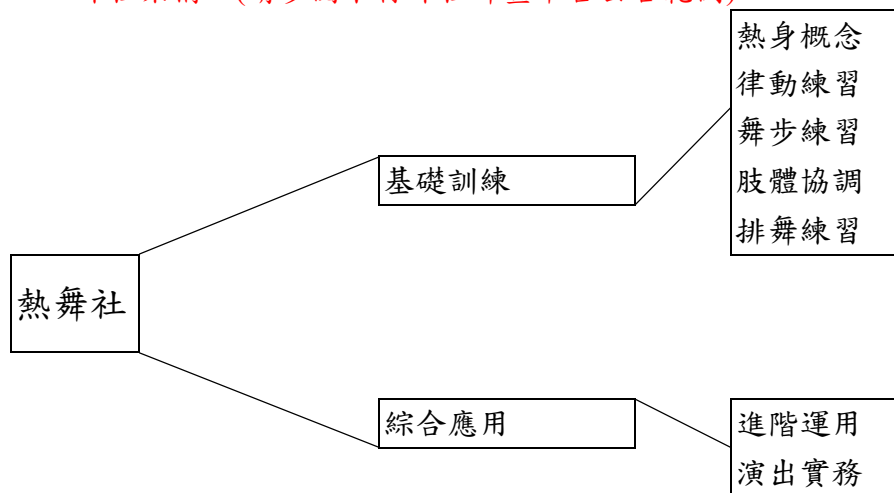 熱身概念
律動練習
舞步練習
肢體協調
排舞練習
基礎訓練
熱舞社
綜合應用
進階運用
演出實務